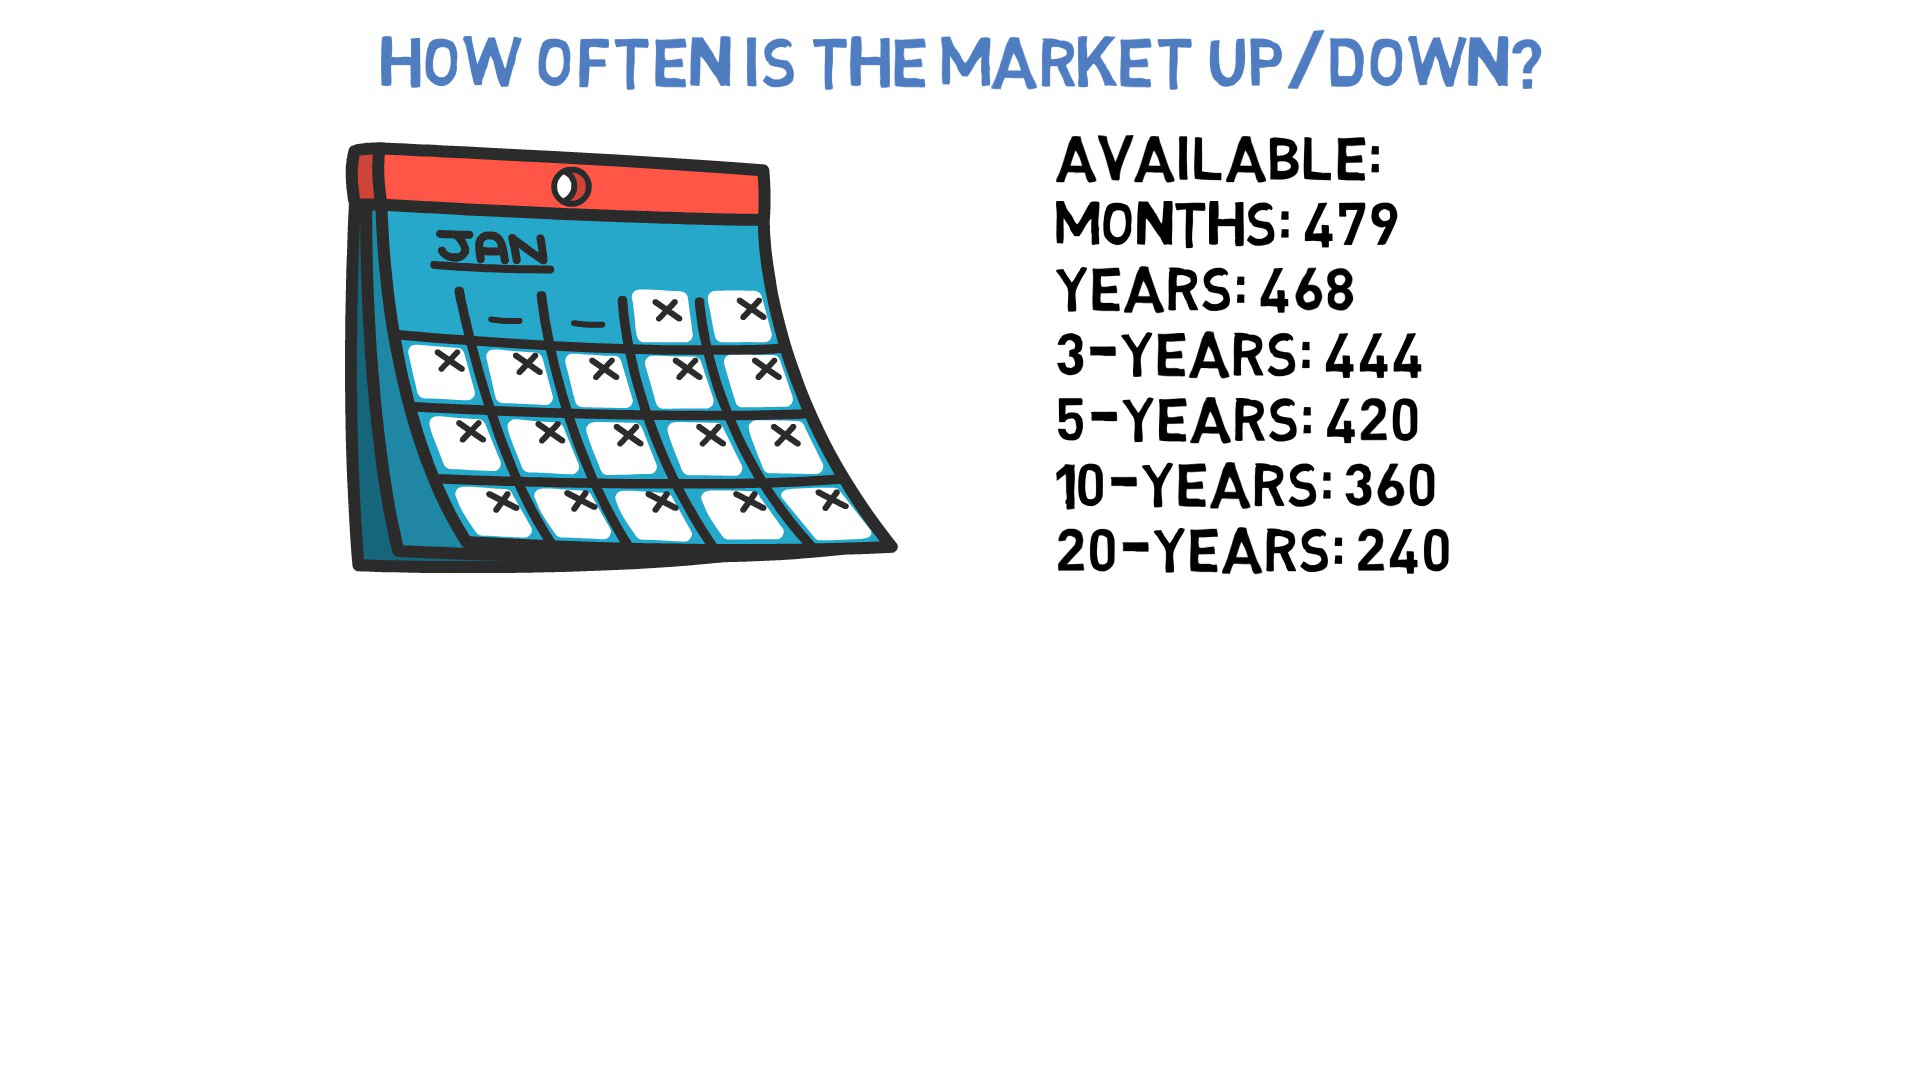 HOW OFTEN IS THE MARKET UP/DOWN?
JAN
AVAILABLE:
MONTHS: 479
YEARS: 468
3-YEARS: 444
5-YEARS: 420
10-YEARS: 360
20-YEARS: 240